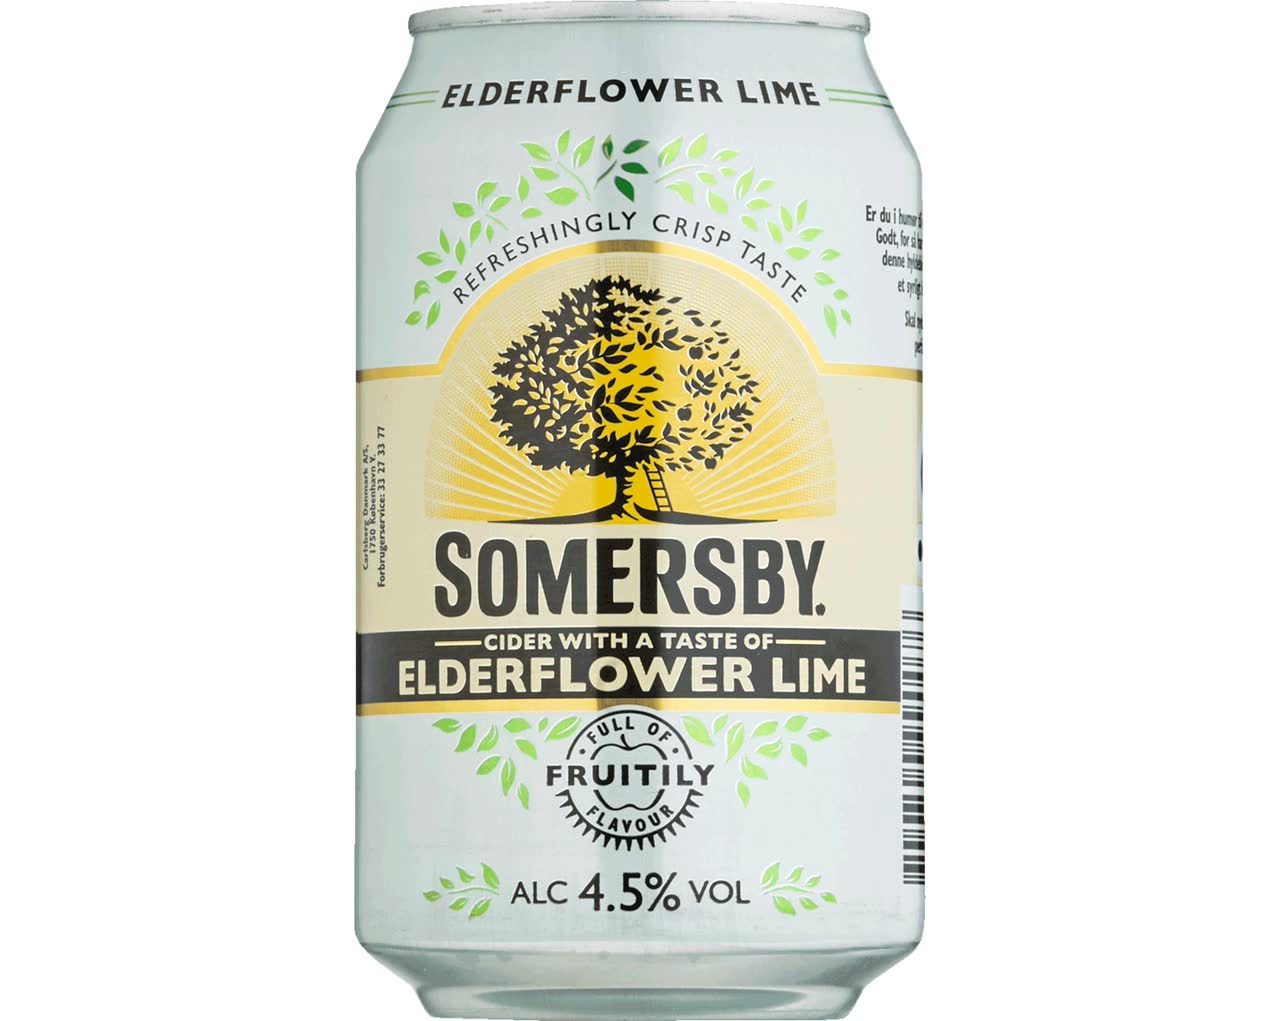 ELDERFLOWER LIME
REFRESHINGLY CRISP TASTE
Er du i humør
Godt, for så
denne
et
Skal
Carlsberg Danmark A/S,
1750 København V.
Forbrugerservice: 33 27 33 77
SOMERSBY.
CIDER WITH A TASTE OF
ELDERFLOWER LIME
FULL OF
FRUITILY
FLAVOUR
ALC 4.5% VOL